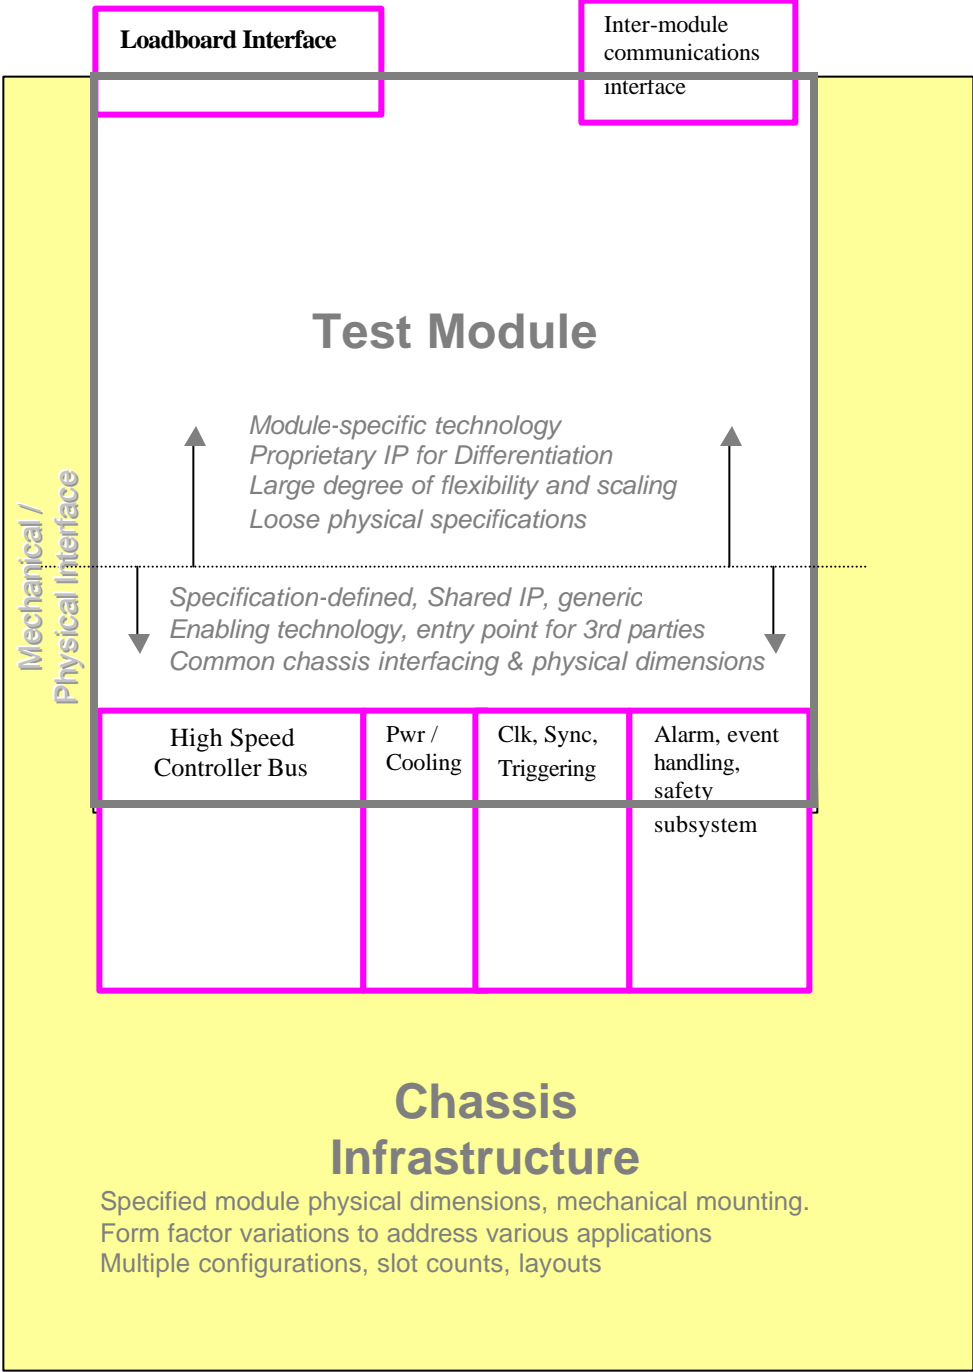 Loadboard Interface
Inter-module
communications
interface
Test Module
Module-specific technology
Proprietary IP for Differentiation
Large degree of flexibility and scaling
Loose physical specifications
Mechanical /
Physical Interface
Specification-defined, Shared IP, generic
Enabling technology, entry point for 3rd parties
Common chassis interfacing & physical dimensions
High Speed
Controller Bus
Pwr /
Cooling
Clk, Sync,
Triggering
Alarm, event
handling,
safety
subsystem
Chassis
Infrastructure
Specified module physical dimensions, mechanical mounting.
Form factor variations to address various applications
Multiple configurations, slot counts, layouts